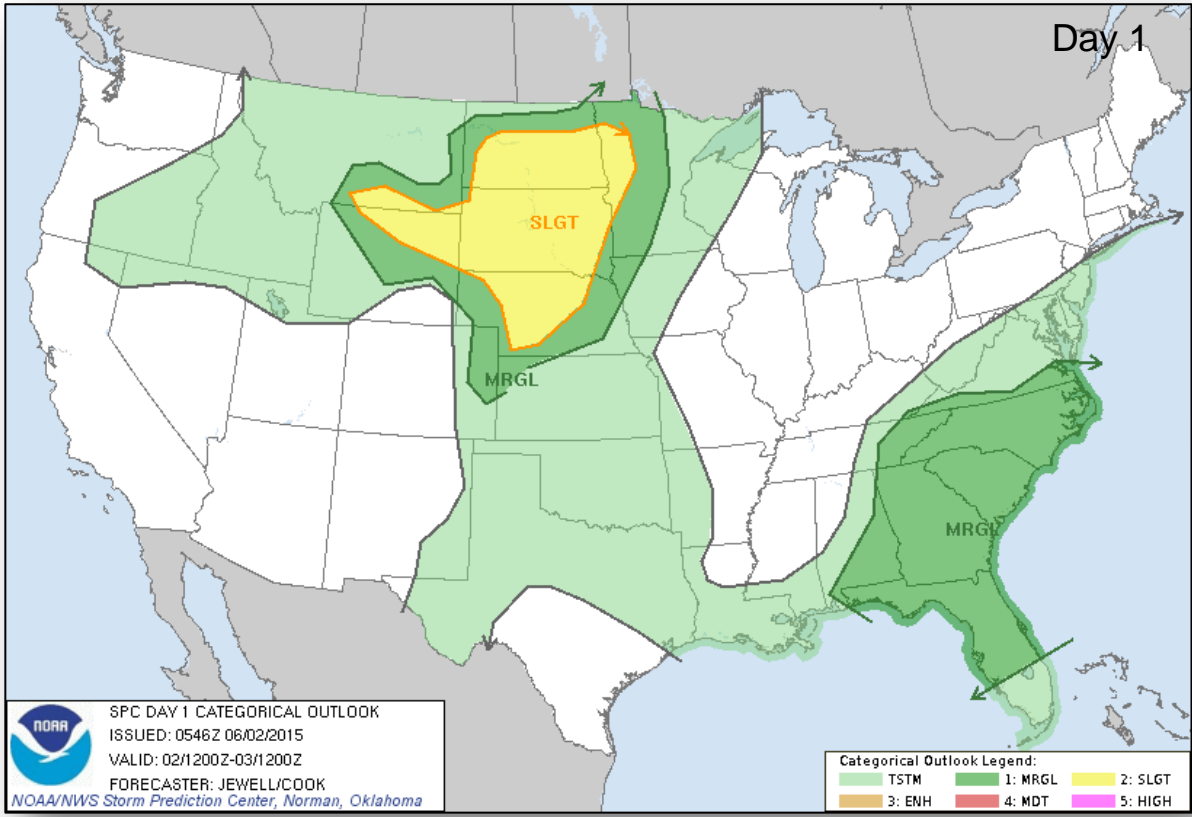 Day 1
SLGT
MRGL
MRGL
NOAA
SPC DAY 1 CATEGORICAL OUTLOOK
ISSUED: 0546Z 06/02/2015
VALID: 02/1200Z-03/1200Z
FORECASTER: JEWELL/COOK
NOAA/NWS Storm Prediction Center, Norman, Oklahoma
Categorical Outlook Legend:
TSTM 1: MRGL 2: SLGT
3: ENH 4: MDT 5: HIGH